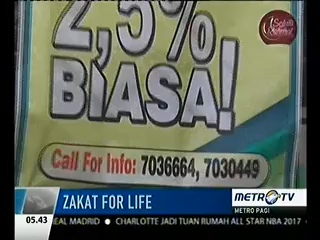 2,5%
BIASA!
Call For Info: 7036664, 7030449
ZAKAT FOR LIFE
METRO TV
METRO PAGI
05.43
EAL MADRID
CHARLOTTE JADI TUAN RUMAH ALL STAR NBA 2017